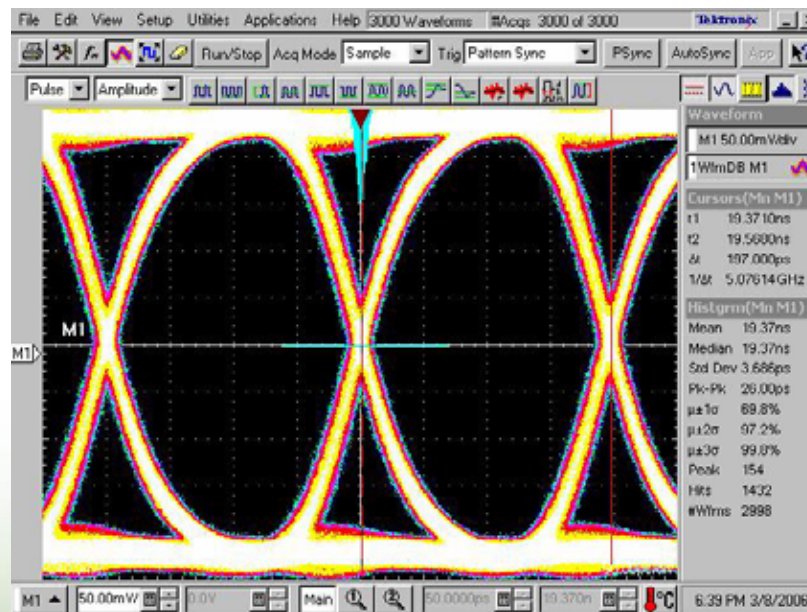 File Edit View Setup Utilities Applications Help 3000 Waveforms #Acqs 3000 of 3000 Tektronix
Run/Stop Acq Mode Sample Trig Pattern Sync PSync AutoSync App
Pulse Amplitude
Waveform
M1 50.00mV/div
1WfmDB M1
Cursors(Mn M1)
t1 19.3710ns
t2 19.5680ns
Δt 197.000ps
1/Δt 5.07614GHz
Histgrm(Mn M1)
Mean 19.37ns
Median 19.37ns
Std Dev 3.686ps
Pk-Pk 26.00ps
µ±1σ 69.8%
µ±2σ 97.2%
µ±3σ 99.8%
Peak 154
Hits 1432
#Wfms 2998
M1
M1
M1 50.00mV 0.0V Main 50.0000ps 19.370n °C 6:39 PM 3/8/2006